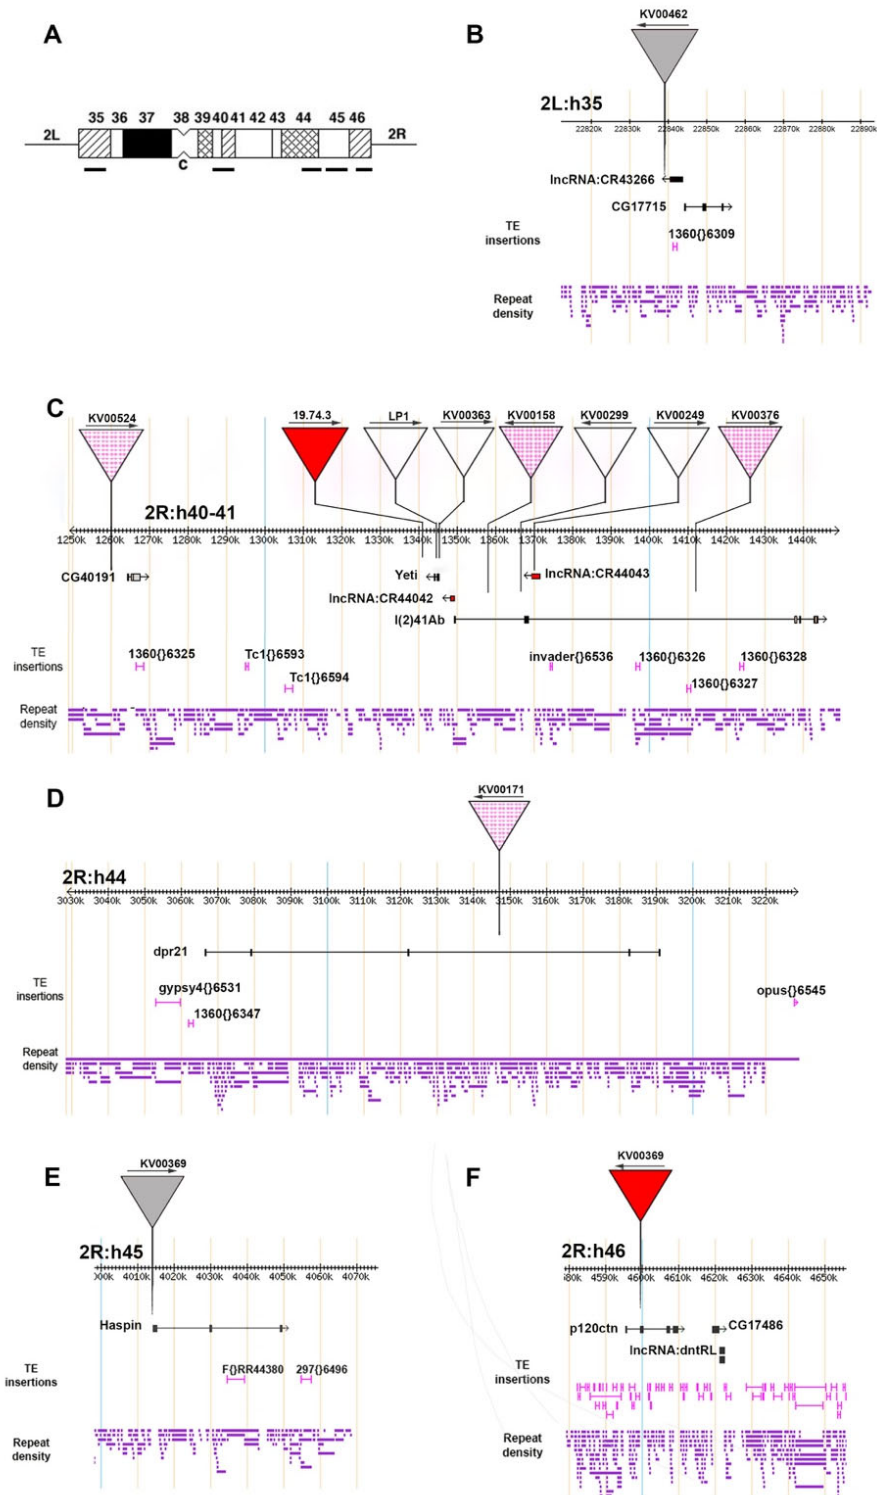 A
35 36 37 38 39 40 41 42 43 44 45 46
2L 2R
C
B
KV00462
2L:h35
22820k 22830k 22840k 22850k 22860k 22870k 22880k 22890k
lncRNA:CR43266
CG17715
TE
insertions
1360{}6309
Repeat
density
C
KV00524 19.74.3 LP1 KV00363 KV00158 KV00299 KV00249 KV00376
2R:h40-41
1250k 1260k 1270k 1280k 1290k 1300k 1310k 1320k 1330k 1340k 1350k 1360k 1370k 1380k 1390k 1400k 1410k 1420k 1430k 1440k
CG40191 Yeti lncRNA:CR44043
lncRNA:CR44042
l(2)41Ab
TE
insertions
1360{}6325 Tc1{}6593 invader{}6536 1360{}6326 1360{}6328
Tc1{}6594 1360{}6327
Repeat
density
D
KV00171
2R:h44
3030k 3040k 3050k 3060k 3070k 3080k 3090k 3100k 3110k 3120k 3130k 3140k 3150k 3160k 3170k 3180k 3190k 3200k 3210k 3220k
dpr21
TE
insertions
gypsy4{}6531 opus{}6545
1360{}6347
Repeat
density
E
KV00369
2R:h45
00k 4010k 4020k 4030k 4040k 4050k 4060k 4070k
Haspin
TE
insertions
F{}RR44380 297{}6496
Repeat
density
F
KV00369
2R:h46
80k 4590k 4600k 4610k 4620k 4630k 4640k 4650k
p120ctn CG17486
lncRNA:dntRL
TE
insertions
Repeat
density